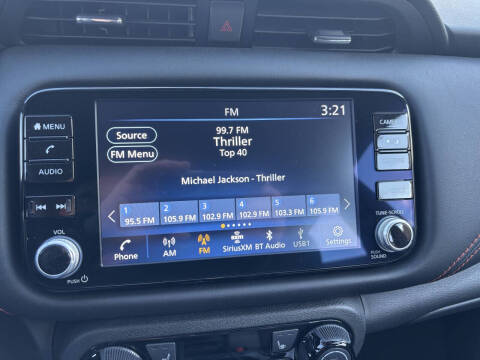 FM 3:21
MENU
CAMERA
Source
99.7 FM
Thriller
FM Menu
Top 40
AUDIO
Michael Jackson - Thriller
1 2 3 4 5 6
95.5 FM 105.9 FM 102.9 FM 102.9 FM 103.3 FM 105.9 FM
VOL
TUNE·SCROLL
Phone AM FM SiriusXM BT Audio USB1 Settings
PUSH
PUSH SOUND